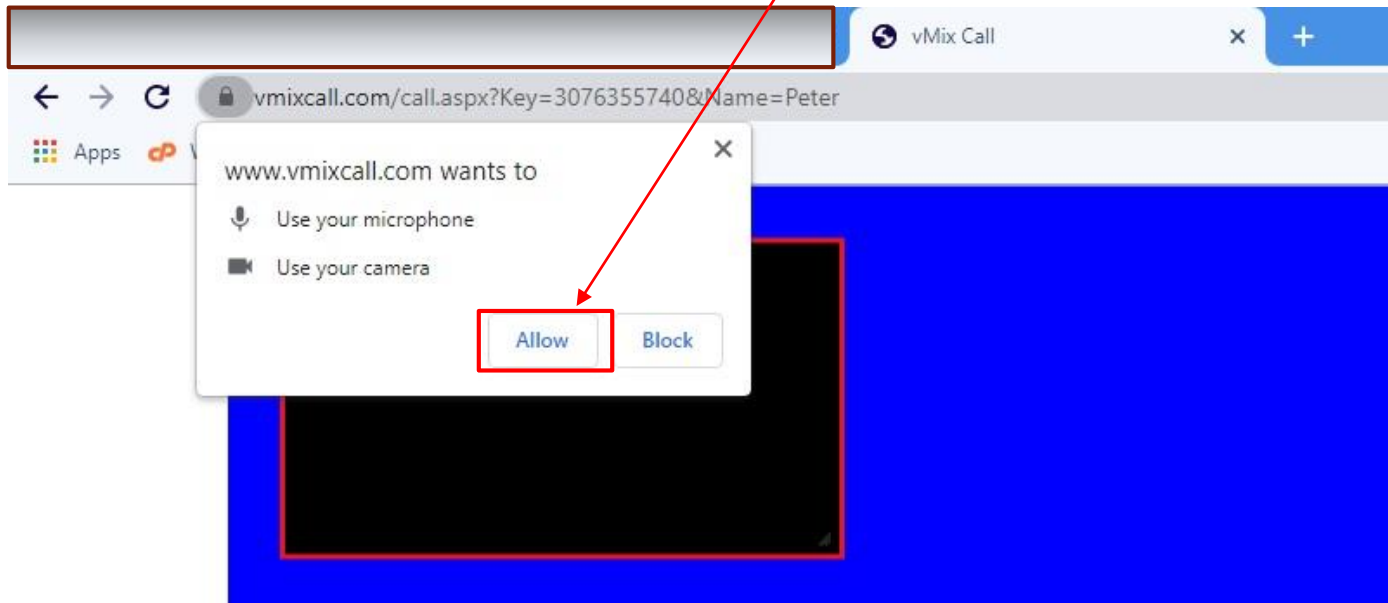 vMix Call
vmixcall.com/call.aspx?Key=3076355740&Name=Peter
Apps
www.vmixcall.com wants to
Use your microphone
Use your camera
Allow Block